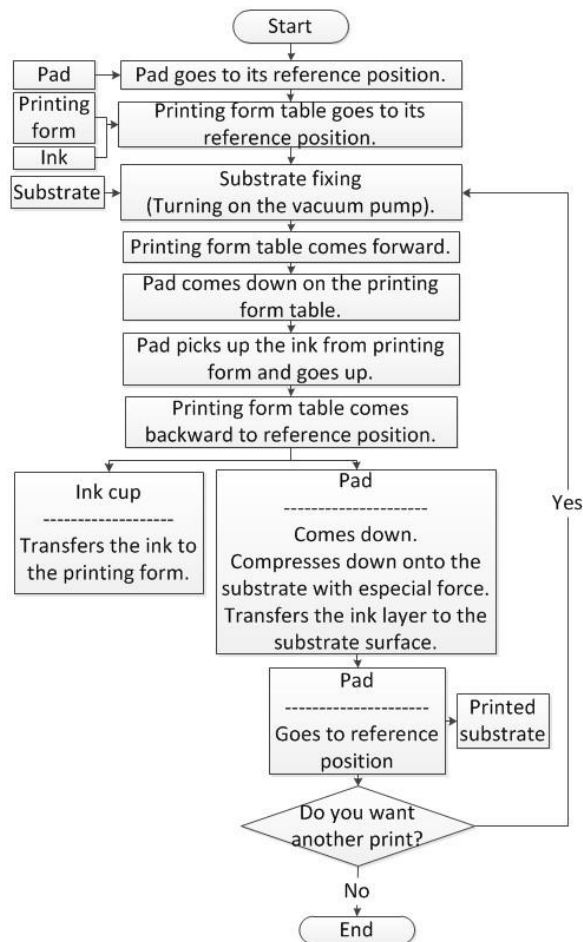 Start
Pad
Pad goes to its reference position.
Printing
form
Ink
Printing form table goes to its
reference position.
Substrate
Substrate fixing
(Turning on the vacuum pump).
Printing form table comes forward.
Pad comes down on the printing
form table.
Pad picks up the ink from printing
form and goes up.
Printing form table comes
backward to reference position.
Ink cup
-------------------
Transfers the ink to
the printing form.
Pad
---------------------
Comes down.
Compresses down onto the
substrate with especial force.
Transfers the ink layer to the
substrate surface.
Yes
Pad
---------------------
Goes to reference
position
Printed
substrate
Do you want
another print?
No
End